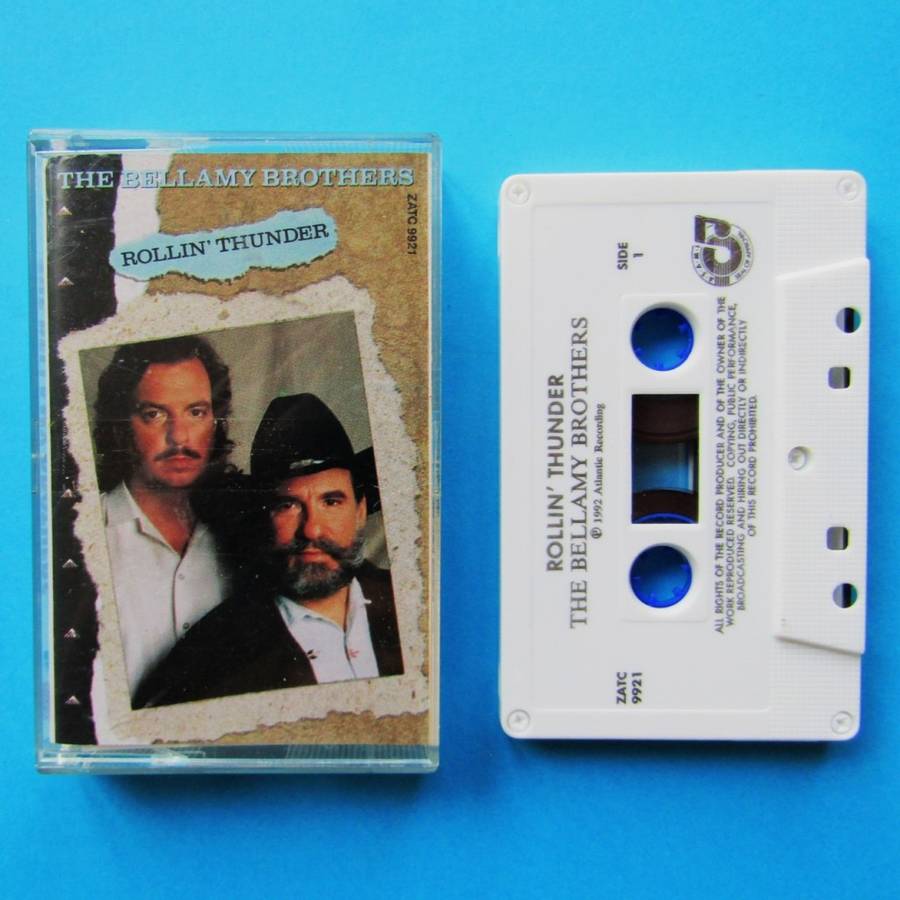 THE BELLAMY BROTHERS
ZATC 9921
ROLLIN' THUNDER
SIDE
1
ROLLIN' THUNDER
THE BELLAMY BROTHERS
℗ 1992 Atlantic Recording
ZATC
9921
ALL RIGHTS OF THE RECORD PRODUCER AND OF THE OWNER OF THE
WORK REPRODUCED RESERVED. COPYING, PUBLIC PERFORMANCE,
BROADCASTING AND HIRING OUT DIRECTLY OR INDIRECTLY
OF THIS RECORD PROHIBITED.